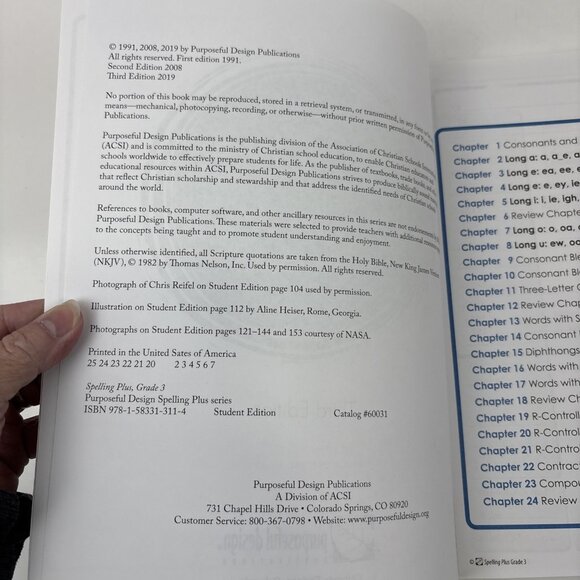 © 1991, 2008, 2019 by Purposeful Design Publications
All rights reserved. First edition 1991.
Second Edition 2008
Third Edition 2019
No portion of this book may be reproduced, stored in a retrieval system, or transmitted, in any form or by
means—mechanical, photocopying, recording, or otherwise—without prior written permission of Purposeful
Publications.
Purposeful Design Publications is the publishing division of the Association of Christian Schools
(ACSI) and is committed to the ministry of Christian school education, to enable Christian educators and
schools worldwide to effectively prepare students for life. As the publisher of textbooks, trade books, and
educational resources within ACSI, Purposeful Design Publications strives to produce biblically sound
that reflect Christian scholarship and stewardship and that address the identified needs of Christian schools
around the world.
References to books, computer software, and other ancillary resources in this series are not endorsements by
Purposeful Design Publications. These materials were selected to provide teachers with additional resources
to the concepts being taught and to promote student understanding and enjoyment.
Unless otherwise identified, all Scripture quotations are taken from the Holy Bible, New King James Version
(NKJV), © 1982 by Thomas Nelson, Inc. Used by permission. All rights reserved.
Photograph of Chris Reifel on Student Edition page 104 used by permission.
Illustration on Student Edition page 112 by Aline Heiser, Rome, Georgia.
Photographs on Student Edition pages 121–144 and 153 courtesy of NASA.
Printed in the United Sates of America
25 24 23 22 21 20 2 3 4 5 6 7
Spelling Plus, Grade 3
Purposeful Design Spelling Plus series
ISBN 978-1-58331-311-4 Student Edition Catalog #60031
Purposeful Design Publications
A Division of ACSI
731 Chapel Hills Drive • Colorado Springs, CO 80920
Customer Service: 800-367-0798 • Website: www.purposefuldesign.org
Chapter 1 Consonants and
Chapter 2 Long a: a, a_e, a
Chapter 3 Long e: ea, ee, e
Chapter 4 Long e: e, ey, ie
Chapter 5 Long i: i, ie, igh,
Chapter 6 Review Chapte
Chapter 7 Long o: o, oa, o
Chapter 8 Long u: ew, oo
Chapter 9 Consonant Ble
Chapter 10 Consonant Bl
Chapter 11 Three-Letter C
Chapter 12 Review Chap
Chapter 13 Words with S
Chapter 14 Consonant
Chapter 15 Diphthongs
Chapter 16 Words with
Chapter 17 Words with
Chapter 18 Review Ch
Chapter 19 R-Controll
Chapter 20 R-Control
Chapter 21 R-Control
Chapter 22 Contract
Chapter 23 Compou
Chapter 24 Review
© Spelling Plus Grade 3